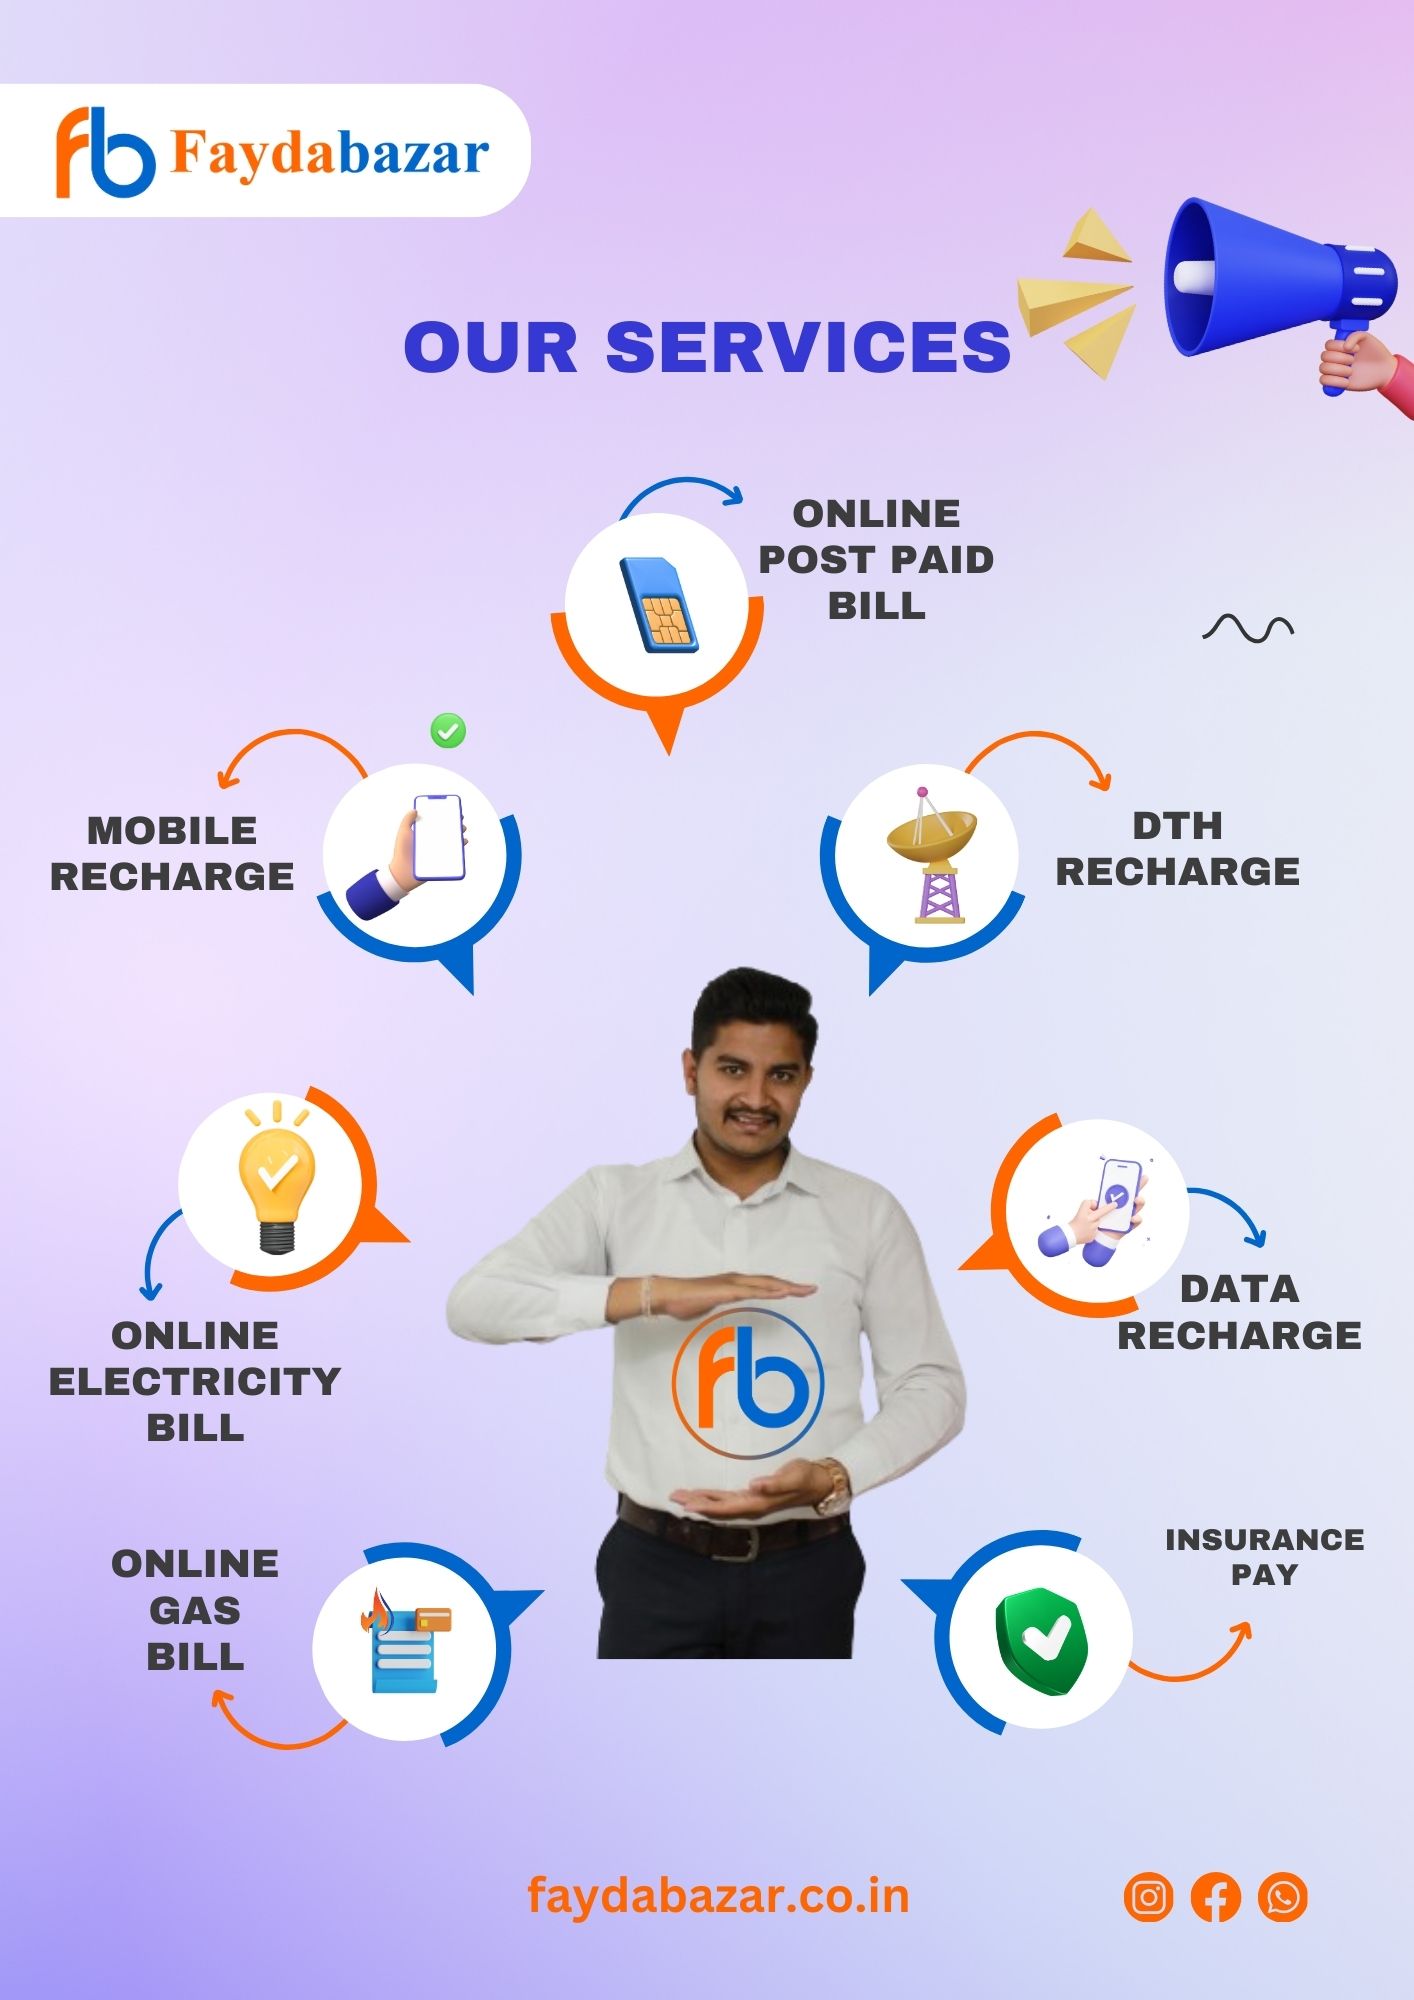 fb Faydabazar
OUR SERVICES
ONLINE
POST PAID
BILL
MOBILE
RECHARGE
DTH
RECHARGE
ONLINE
ELECTRICITY
BILL
fb
DATA
RECHARGE
ONLINE
GAS
BILL
INSURANCE
PAY
faydabazar.co.in